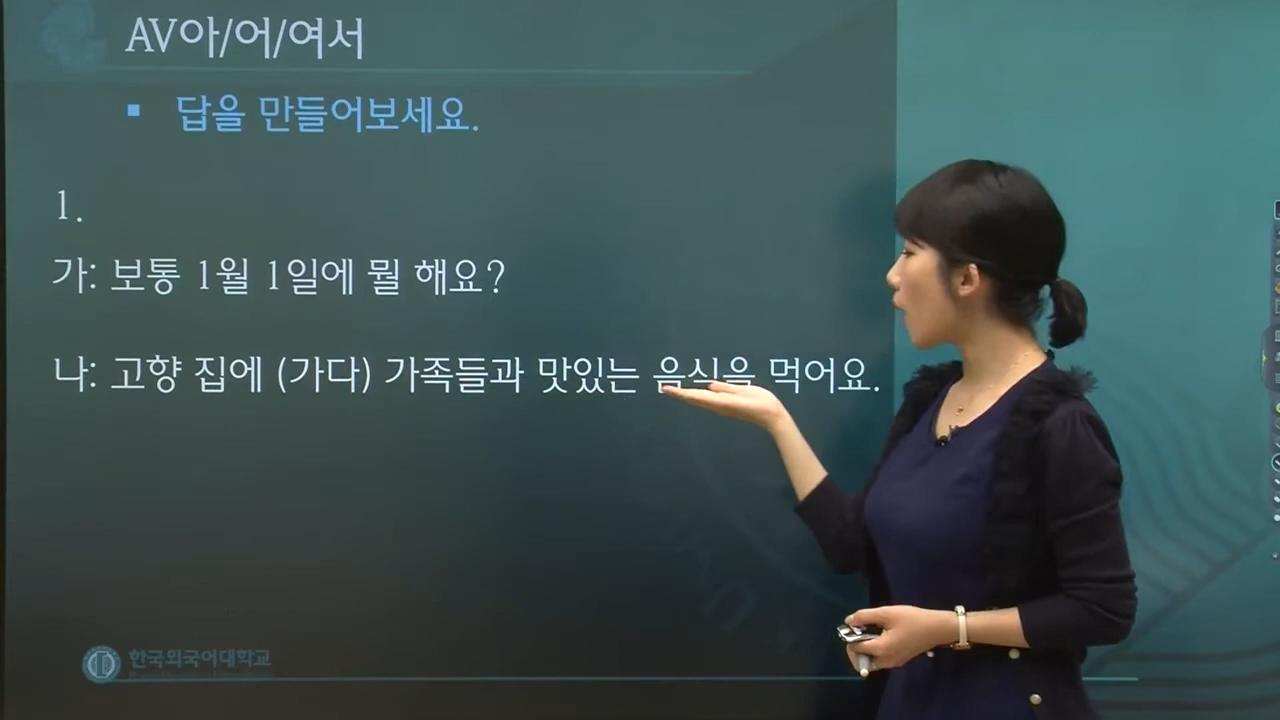 AV아/어/여서
▪ 답을 만들어보세요.
1.
가: 보통 1월 1일에 뭘 해요?
나: 고향 집에 (가다) 가족들과 맛있는 음식을 먹어요.
한국외국어대학교